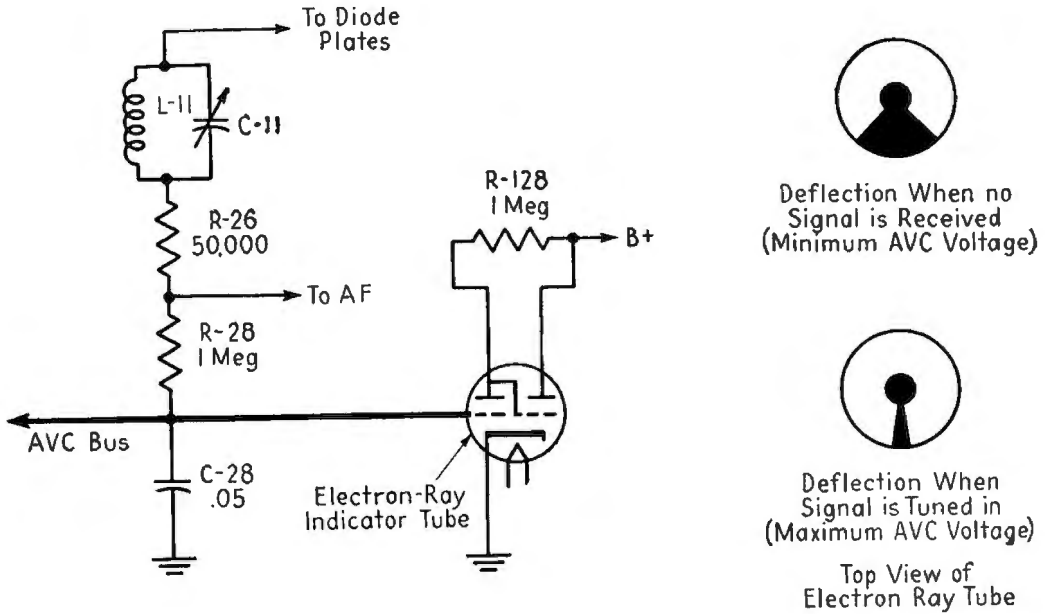 To Diode
Plates
L-11
C-11
R-26
50,000
To AF
R-28
1 Meg
AVC Bus
C-28
.05
R-128
1 Meg
B+
Electron-Ray
Indicator Tube
Deflection When no
Signal is Received
(Minimum AVC Voltage)
Deflection When
Signal is Tuned in
(Maximum AVC Voltage)
Top View of
Electron Ray Tube